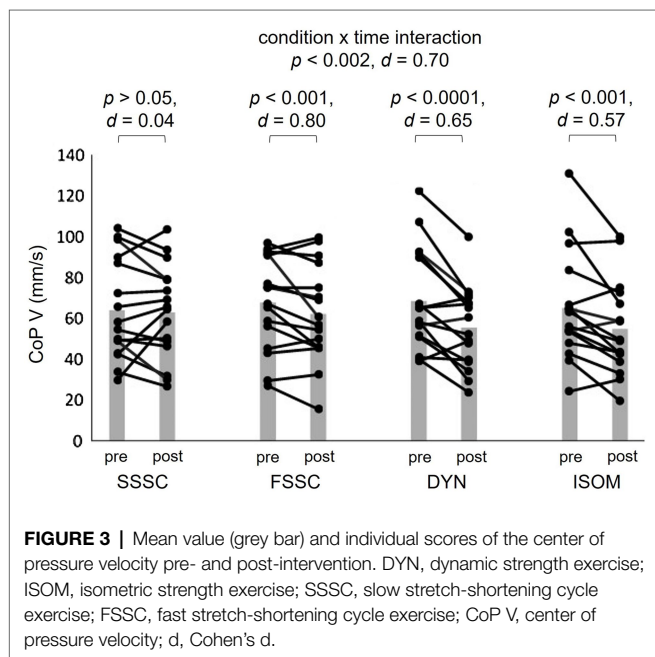 condition x time interaction
p < 0.002, d = 0.70
p > 0.05, p < 0.001, p < 0.0001, p < 0.001,
d = 0.04 d = 0.80 d = 0.65 d = 0.57
140
120
100
80
60
40
20
0
CoP V (mm/s)
pre post pre post pre post pre post
SSSC FSSC DYN ISOM
FIGURE 3 | Mean value (grey bar) and individual scores of the center of
pressure velocity pre- and post-intervention. DYN, dynamic strength exercise;
ISOM, isometric strength exercise; SSSC, slow stretch-shortening cycle
exercise; FSSC, fast stretch-shortening cycle exercise; CoP V, center of
pressure velocity; d, Cohen's d.